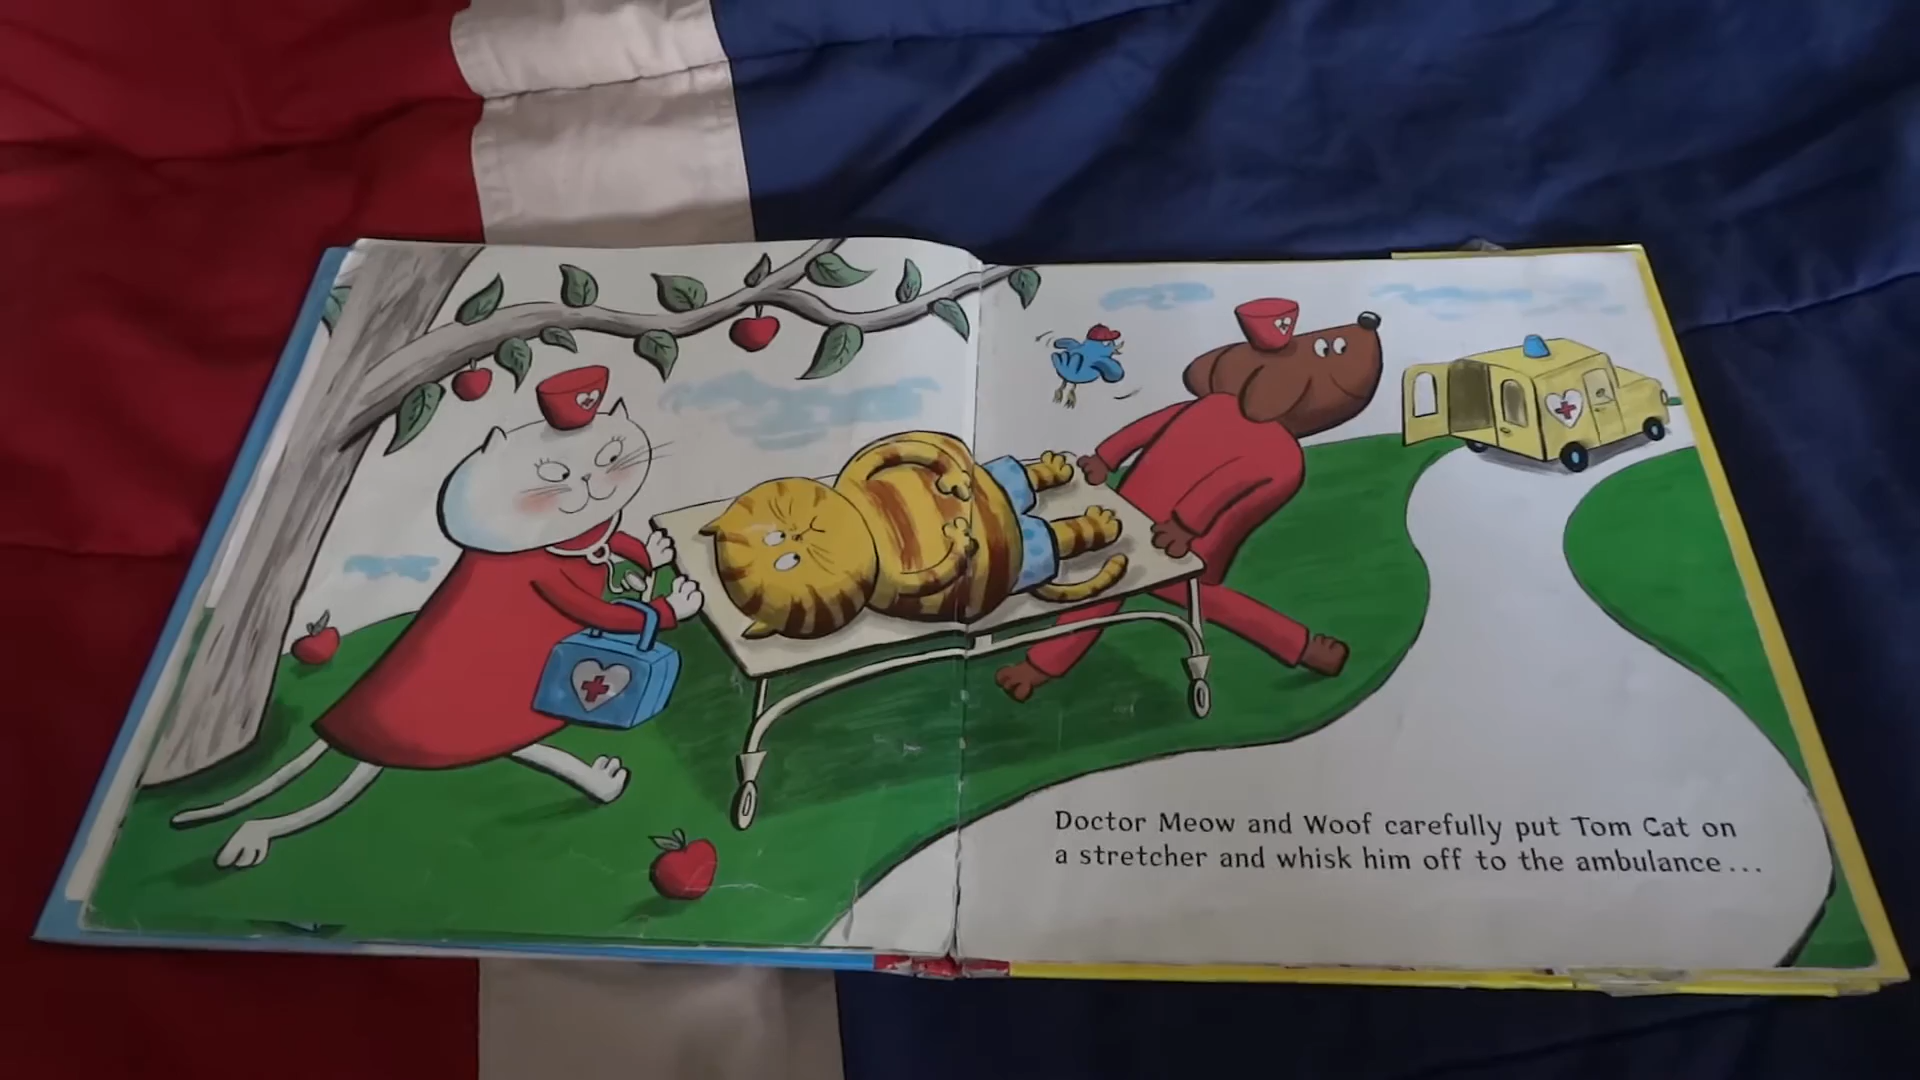 Doctor Meow and Woof carefully put Tom Cat on
a stretcher and whisk him off to the ambulance...